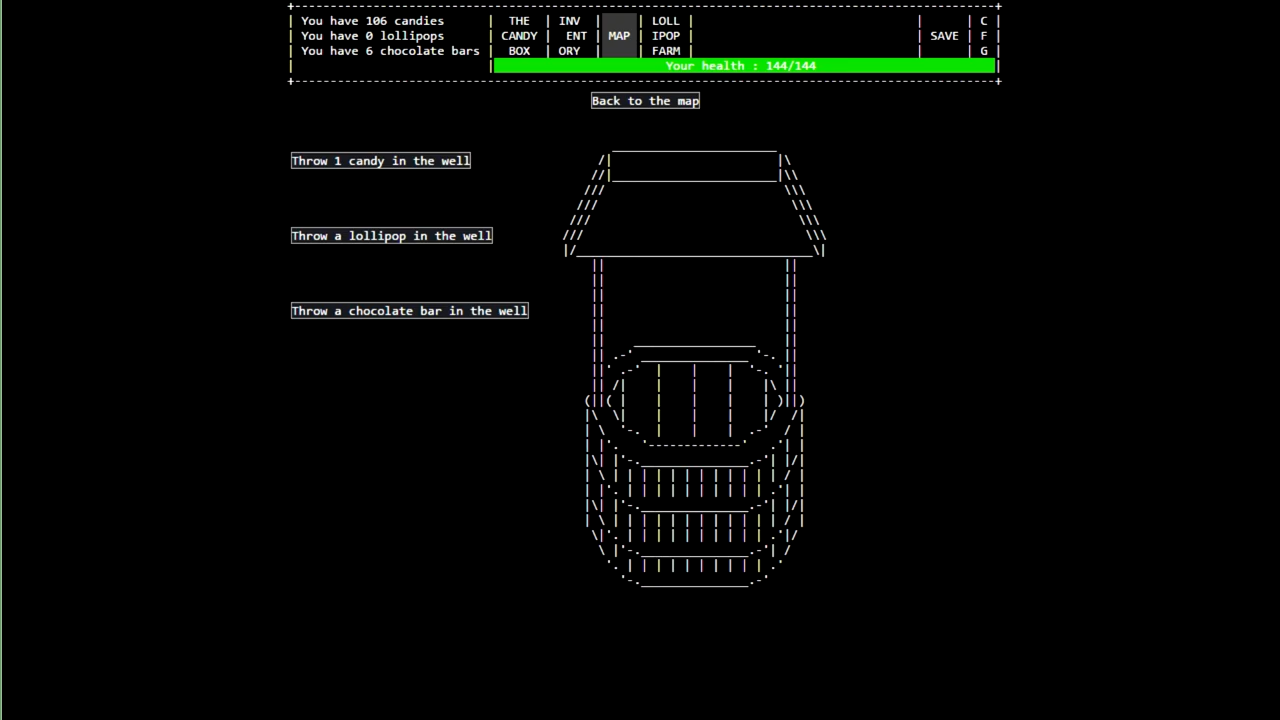 You have 106 candies THE INV LOLL C
You have 0 lollipops CANDY ENT MAP IPOP SAVE F
You have 6 chocolate bars BOX ORY FARM G
Your health : 144/144
Back to the map
Throw 1 candy in the well
Throw a lollipop in the well
Throw a chocolate bar in the well